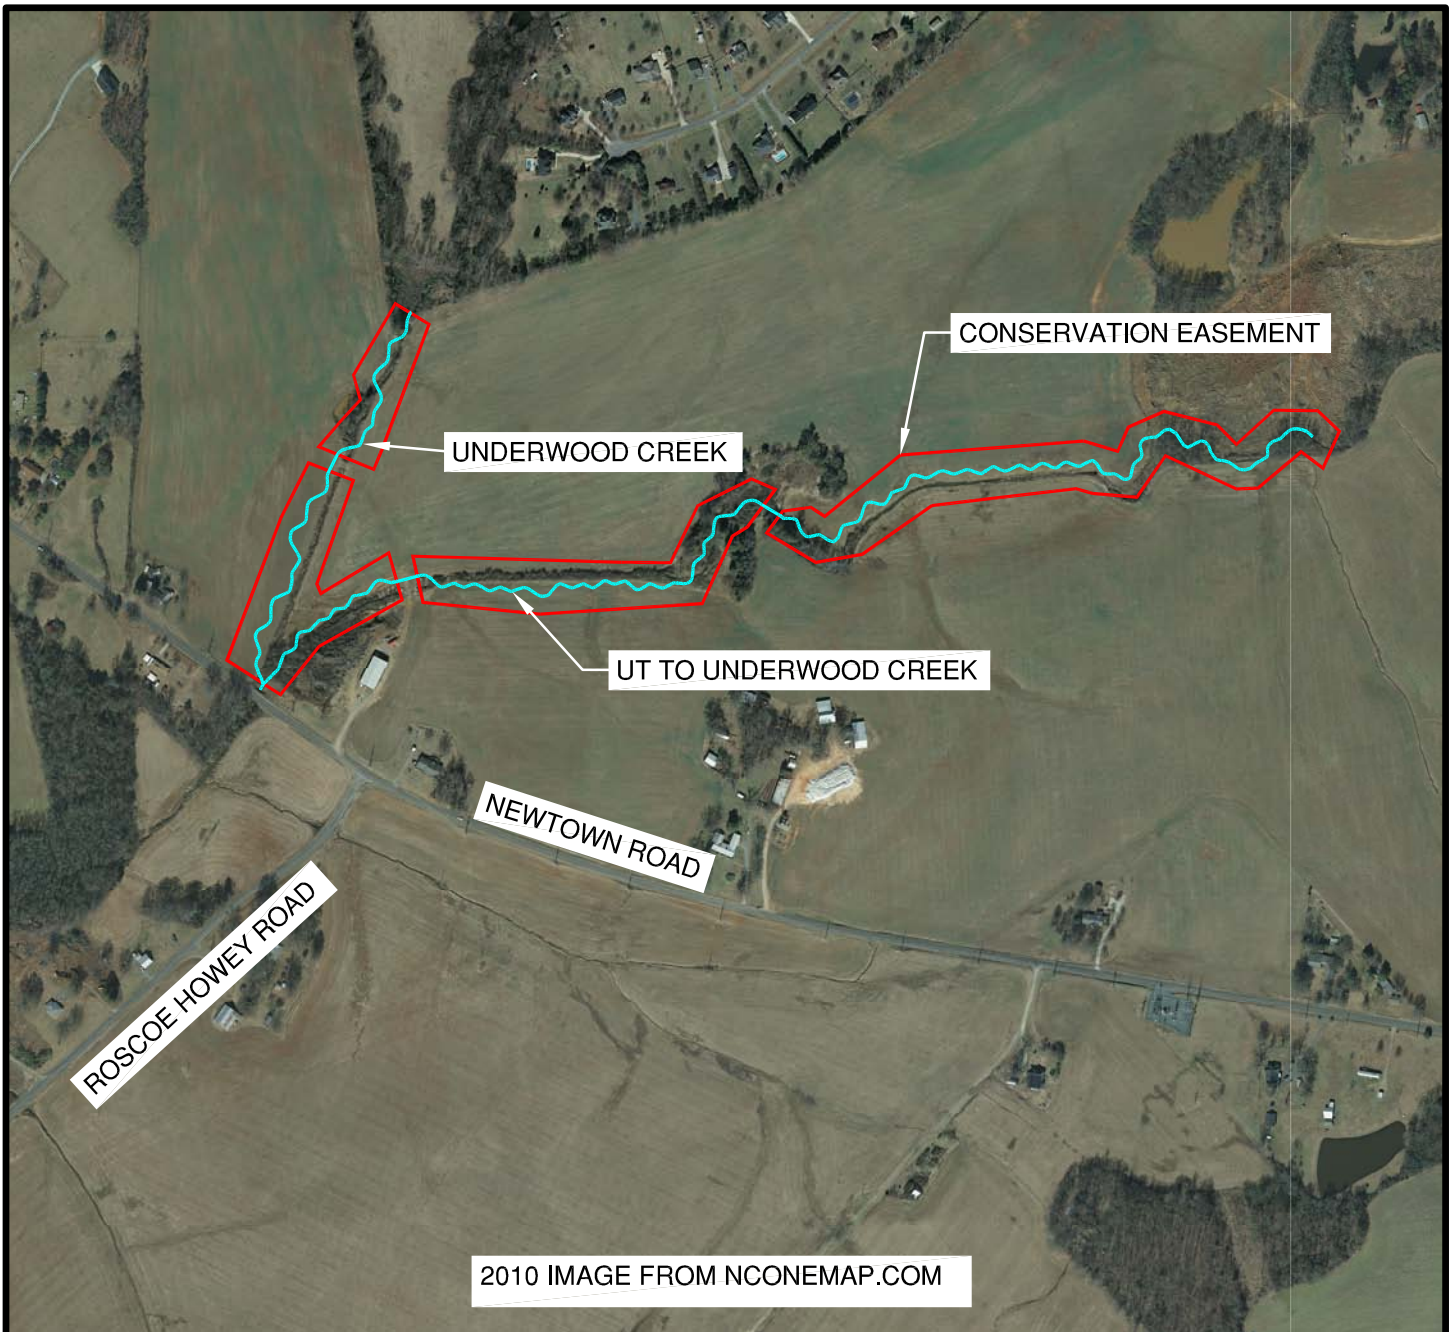 CONSERVATION EASEMENT
UNDERWOOD CREEK
UT TO UNDERWOOD CREEK
NEWTOWN ROAD
ROSCOE HOWEY ROAD
2010 IMAGE FROM NCONEMAP.COM